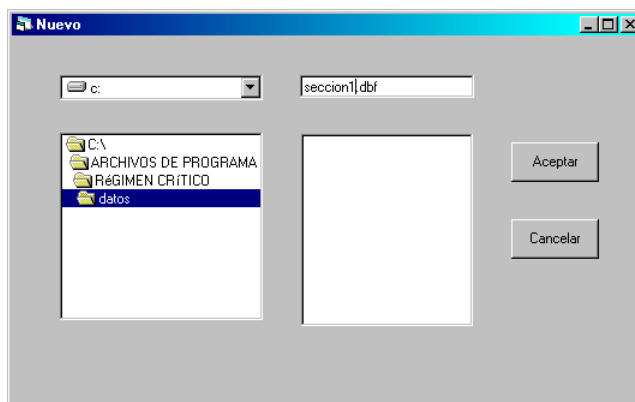 Nuevo
c:
seccion1.dbf
C:\
ARCHIVOS DE PROGRAMA
RéGIMEN CRíTICO
datos
Aceptar
Cancelar